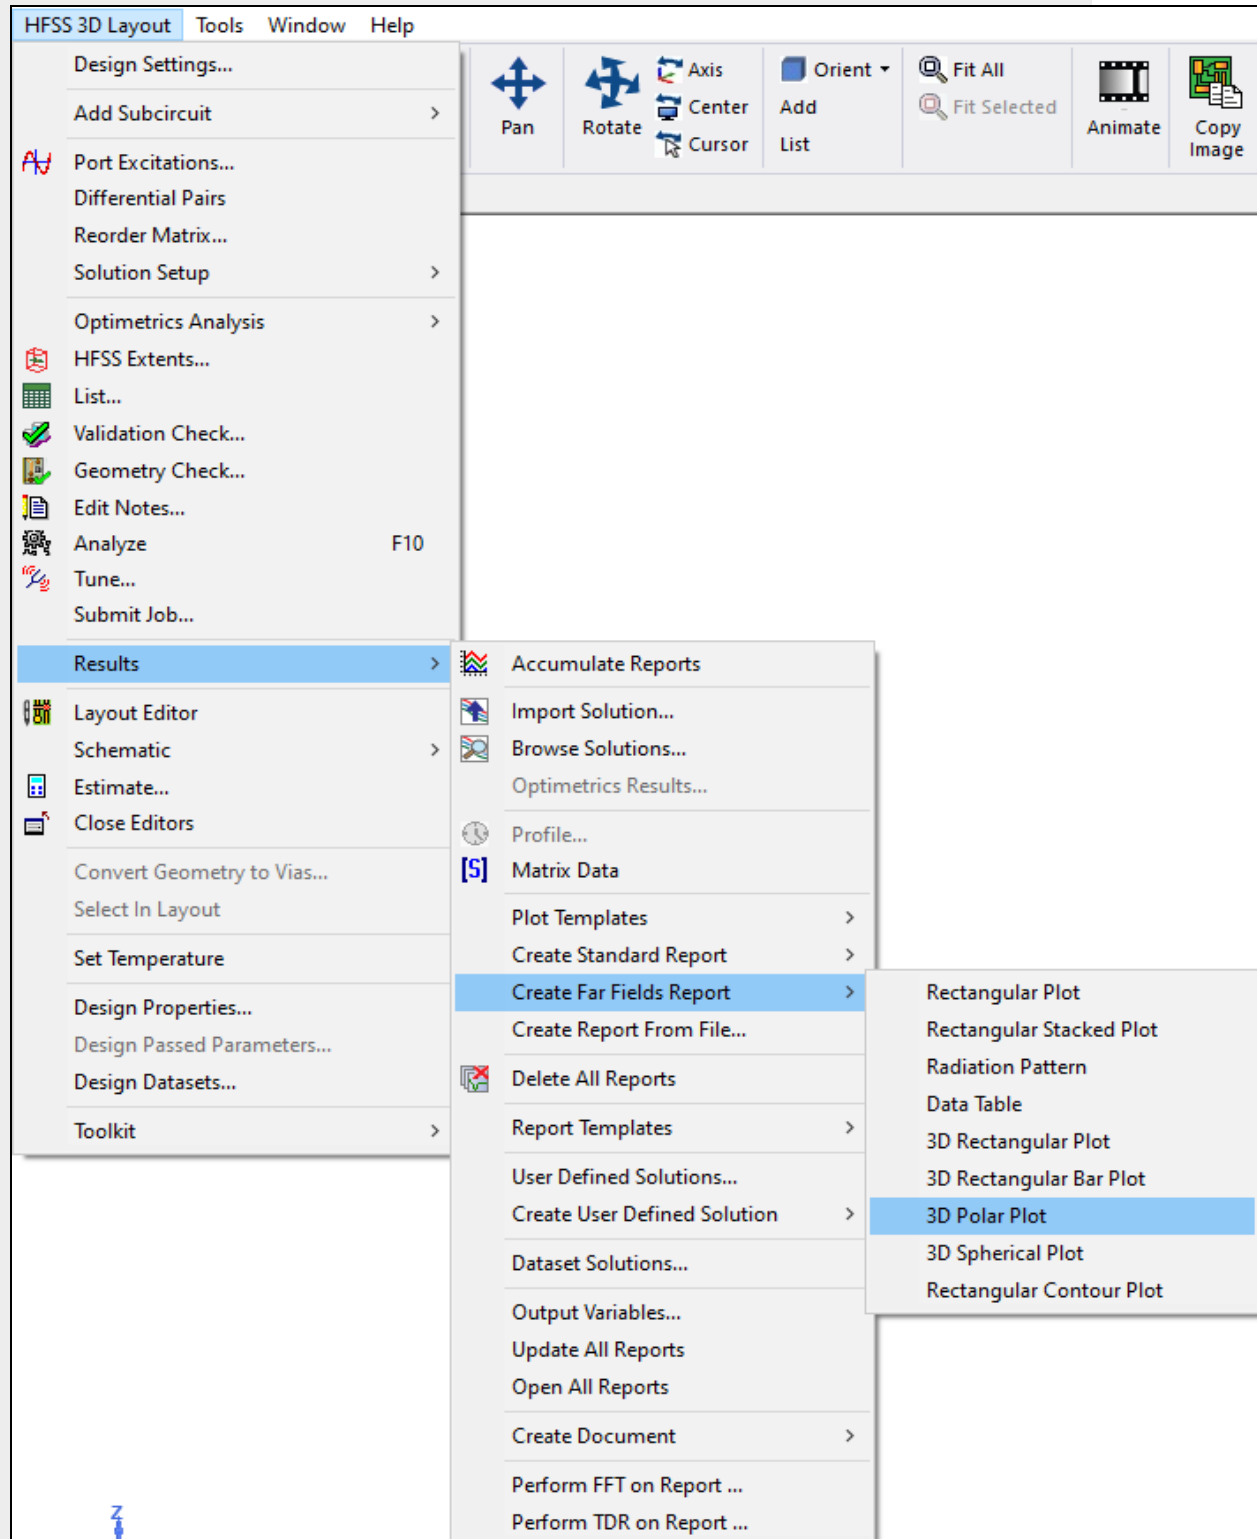 HFSS 3D Layout Tools Window Help
Design Settings...
Add Subcircuit
Port Excitations...
Differential Pairs
Reorder Matrix...
Solution Setup
Optimetrics Analysis
HFSS Extents...
List...
Validation Check...
Geometry Check...
Edit Notes...
Analyze F10
Tune...
Submit Job...
Results
Layout Editor
Schematic
Estimate...
Close Editors
Convert Geometry to Vias...
Select In Layout
Set Temperature
Design Properties...
Design Passed Parameters...
Design Datasets...
Toolkit
Pan
Rotate
Axis
Center
Cursor
Orient
Add
List
Fit All
Fit Selected
Animate
Copy
Image
Accumulate Reports
Import Solution...
Browse Solutions...
Optimetrics Results...
Profile...
[S] Matrix Data
Plot Templates
Create Standard Report
Create Far Fields Report
Create Report From File...
Delete All Reports
Report Templates
User Defined Solutions...
Create User Defined Solution
Dataset Solutions...
Output Variables...
Update All Reports
Open All Reports
Create Document
Perform FFT on Report ...
Perform TDR on Report ...
Rectangular Plot
Rectangular Stacked Plot
Radiation Pattern
Data Table
3D Rectangular Plot
3D Rectangular Bar Plot
3D Polar Plot
3D Spherical Plot
Rectangular Contour Plot
Z